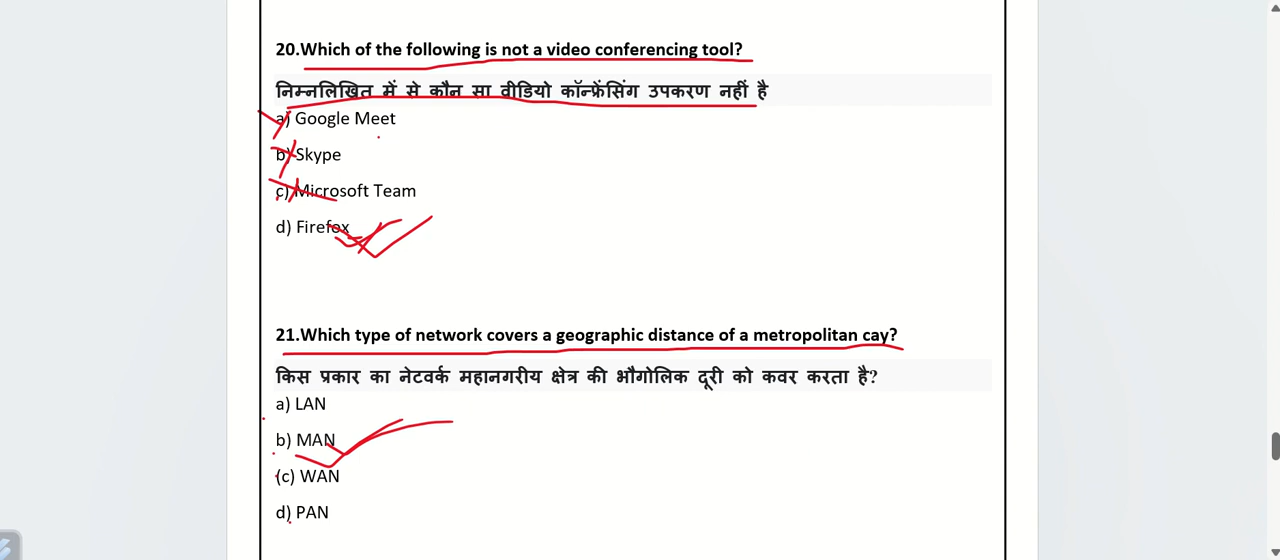 20.Which of the following is not a video conferencing tool?
निम्नलिखित में से कौन सा वीडियो कॉन्फ्रेंसिंग उपकरण नहीं है
a) Google Meet
b) Skype
c) Microsoft Team
d) Firefox
21.Which type of network covers a geographic distance of a metropolitan cay?
किस प्रकार का नेटवर्क महानगरीय क्षेत्र की भौगोलिक दूरी को कवर करता है?
a) LAN
b) MAN
(c) WAN
d) PAN